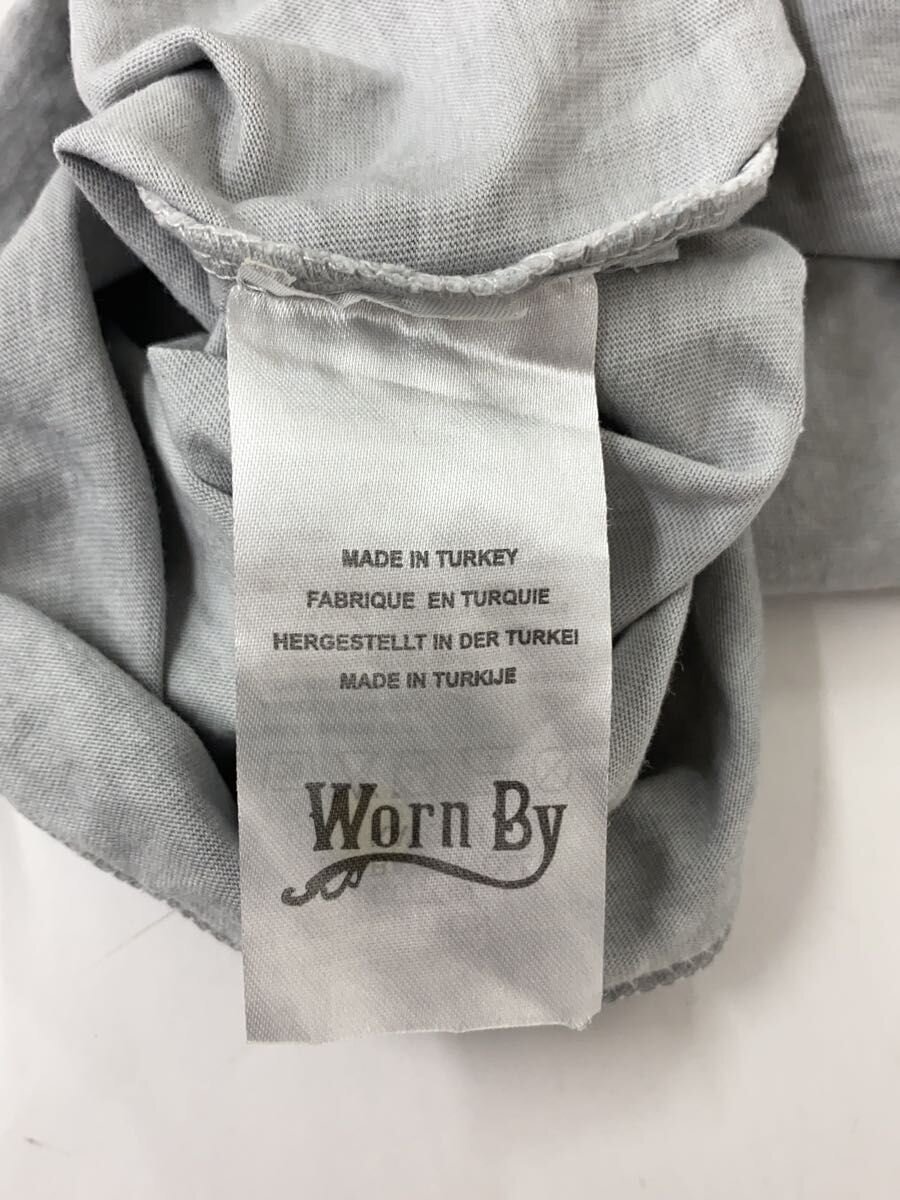 MADE IN TURKEY
FABRIQUE EN TURQUIE
HERGESTELLT IN DER TURKEI
MADE IN TURKIJE
Worn By